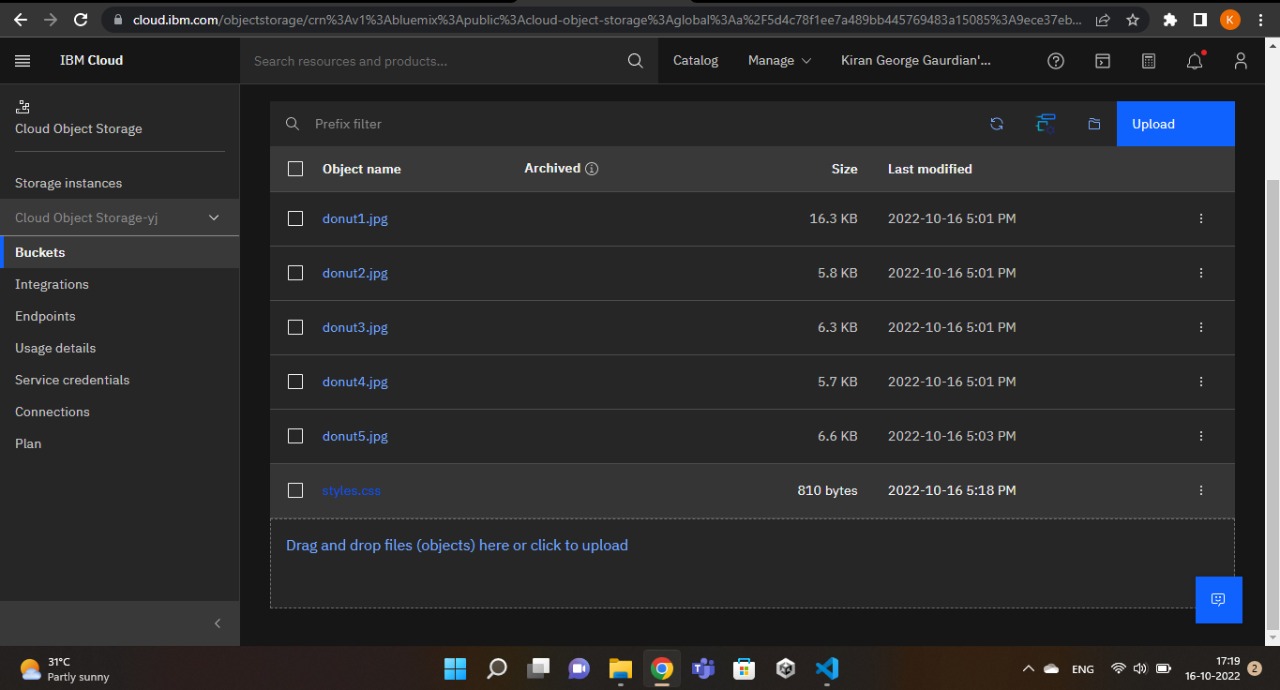 cloud.ibm.com/objectstorage/crn%3Av1%3Abluemix%3Apublic%3Acloud-object-storage%3Aglobal%3Aa%2F5d4c78f1ee7a489bb445769483a15085%3A9ece37eb...
K
IBM Cloud
Search resources and products...
Catalog
Manage
Kiran George Gaurdian'...
Cloud Object Storage
Storage instances
Cloud Object Storage-yj
Buckets
Integrations
Endpoints
Usage details
Service credentials
Connections
Plan
Prefix filter
Upload
Object name Archived Size Last modified
donut1.jpg 16.3 KB 2022-10-16 5:01 PM
donut2.jpg 5.8 KB 2022-10-16 5:01 PM
donut3.jpg 6.3 KB 2022-10-16 5:01 PM
donut4.jpg 5.7 KB 2022-10-16 5:01 PM
donut5.jpg 6.6 KB 2022-10-16 5:03 PM
styles.css 810 bytes 2022-10-16 5:18 PM
Drag and drop files (objects) here or click to upload
31°C
Partly sunny
ENG
17:19
16-10-2022
2